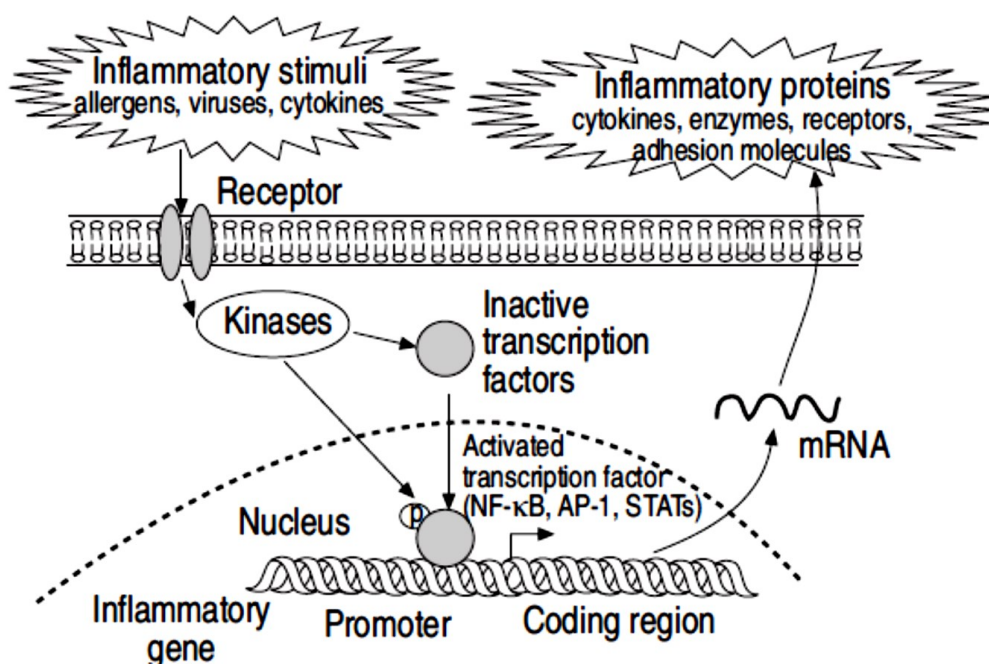 Inflammatory stimuli
allergens, viruses, cytokines
Inflammatory proteins
cytokines, enzymes, receptors,
adhesion molecules
Receptor
Kinases
Inactive
transcription
factors
mRNA
Activated
transcription factor
(NF-κB, AP-1, STATs)
p
Nucleus
Inflammatory
gene
Promoter
Coding region